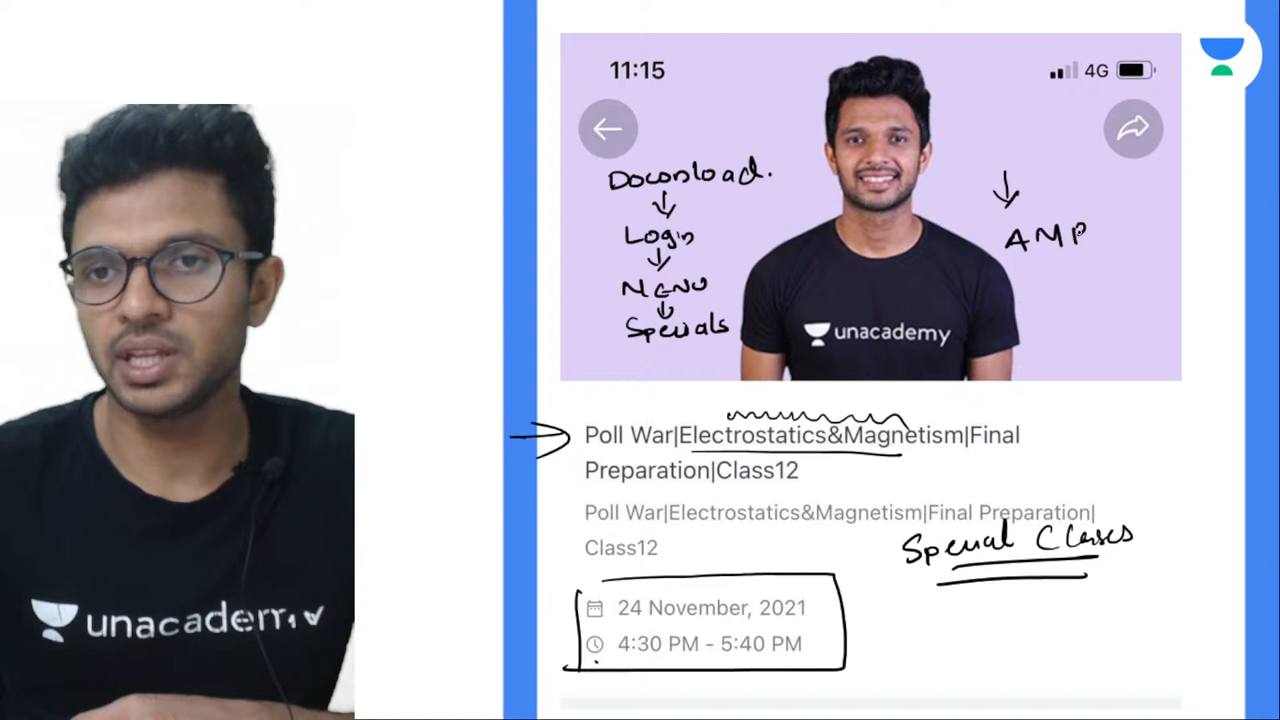 11:15
4G
Download.
Login
MENU
Specials
AMP
unacademy
Poll War|Electrostatics&Magnetism|Final
Preparation|Class12
Poll War|Electrostatics&Magnetism|Final Preparation|
Class12
Special Classes
24 November, 2021
4:30 PM - 5:40 PM
unacademy